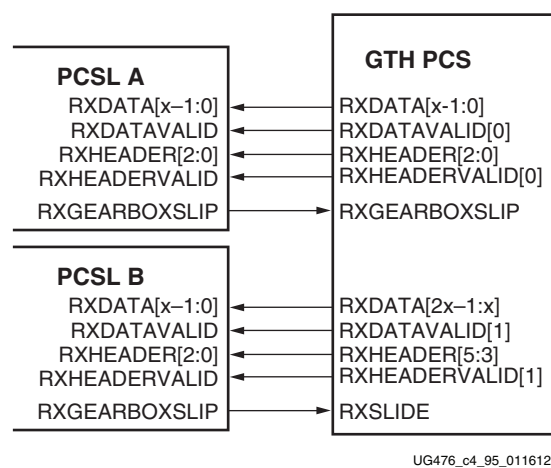 PCSL A
RXDATA[x–1:0]
RXDATAVALID
RXHEADER[2:0]
RXHEADERVALID
RXGEARBOXSLIP
PCSL B
RXDATA[x–1:0]
RXDATAVALID
RXHEADER[2:0]
RXHEADERVALID
RXGEARBOXSLIP
GTH PCS
RXDATA[x-1:0]
RXDATAVALID[0]
RXHEADER[2:0]
RXHEADERVALID[0]
RXGEARBOXSLIP
RXDATA[2x–1:x]
RXDATAVALID[1]
RXHEADER[5:3]
RXHEADERVALID[1]
RXSLIDE
UG476_c4_95_011612